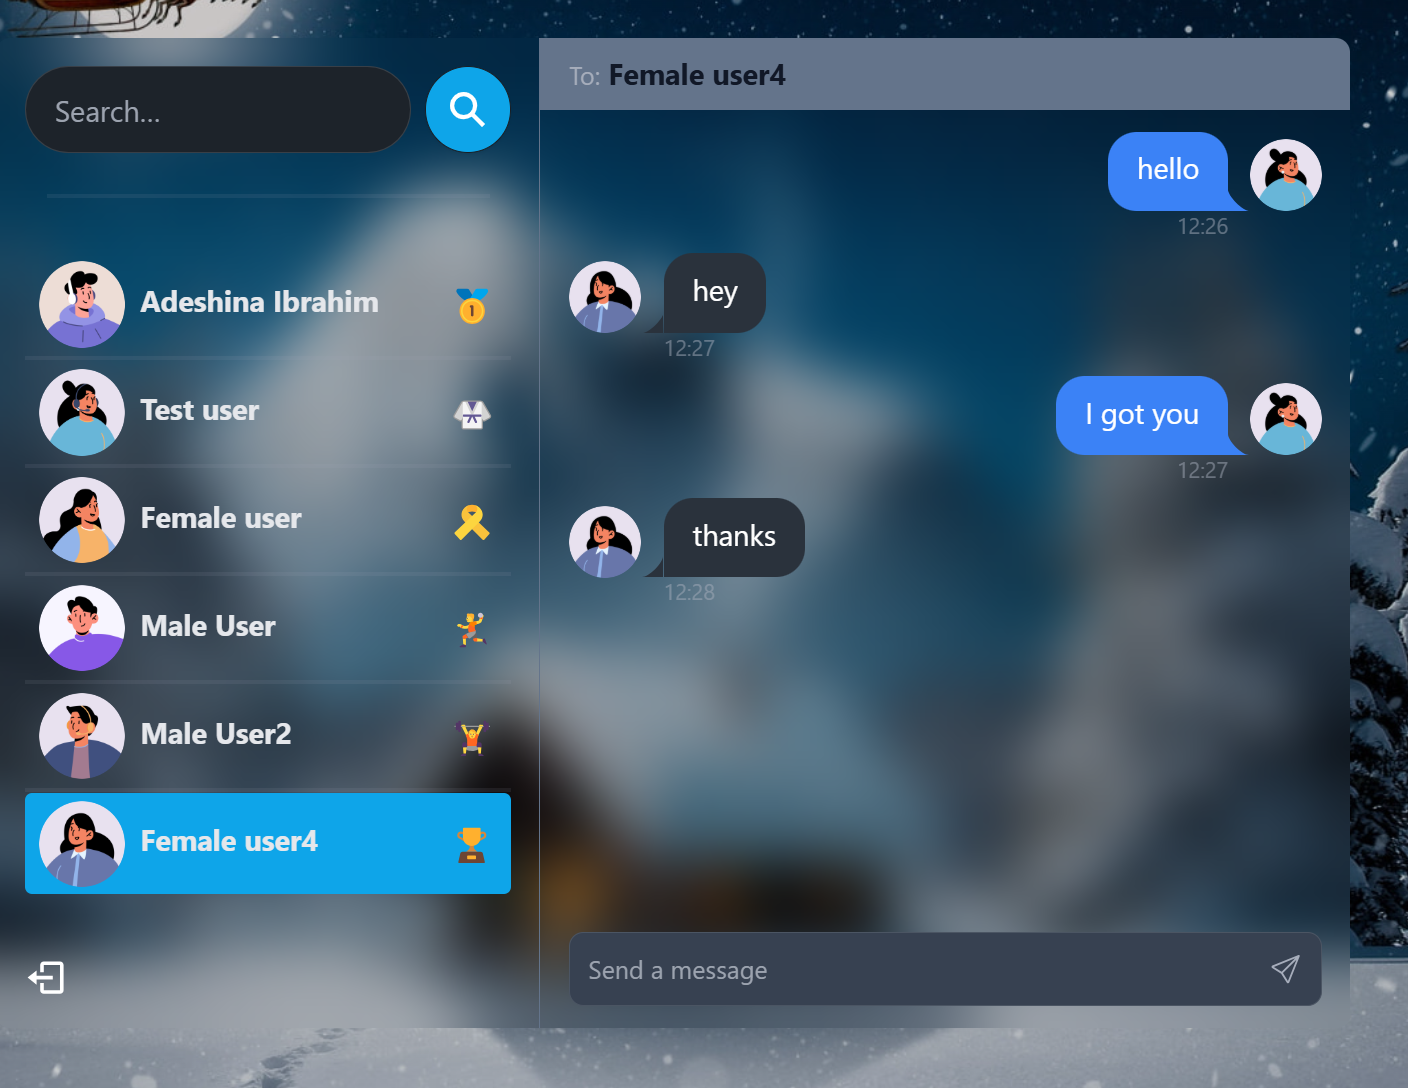 Search...
Adeshina Ibrahim
Test user
Female user
Male User
Male User2
Female user4
To: Female user4
hello
12:26
hey
12:27
I got you
12:27
thanks
12:28
Send a message